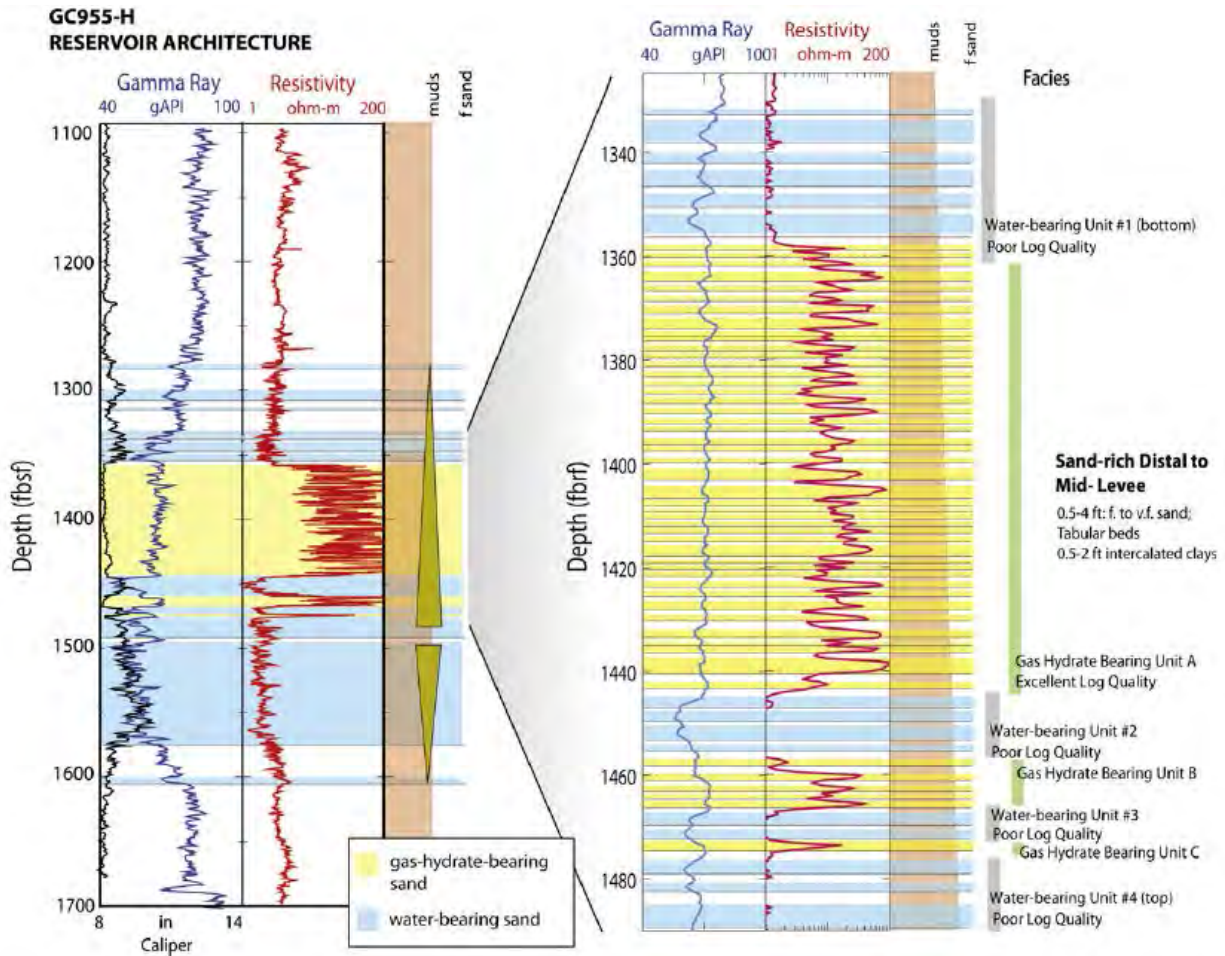 GC955-H
RESERVOIR ARCHITECTURE
Gamma Ray
Resistivity
40 gAPI 100
1 ohm-m 200
muds
f sand
1100
1200
1300
1400
1500
1600
1700
Depth (fbsf)
8 in 14
Caliper
gas-hydrate-bearing
sand
water-bearing sand
Gamma Ray
Resistivity
40 gAPI 100
1 ohm-m 200
muds
f sand
Facies
1340
1360
1380
1400
1420
1440
1460
1480
Depth (fbrf)
Water-bearing Unit #1 (bottom)
Poor Log Quality
Sand-rich Distal to
Mid- Levee
0.5-4 ft: f. to v.f. sand;
Tabular beds
0.5-2 ft intercalated clays
Gas Hydrate Bearing Unit A
Excellent Log Quality
Water-bearing Unit #2
Poor Log Quality
Gas Hydrate Bearing Unit B
Water-bearing Unit #3
Poor Log Quality
Gas Hydrate Bearing Unit C
Water-bearing Unit #4 (top)
Poor Log Quality